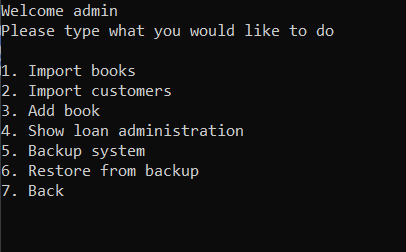 Welcome admin
Please type what you would like to do
1. Import books
2. Import customers
3. Add book
4. Show loan administration
5. Backup system
6. Restore from backup
7. Back